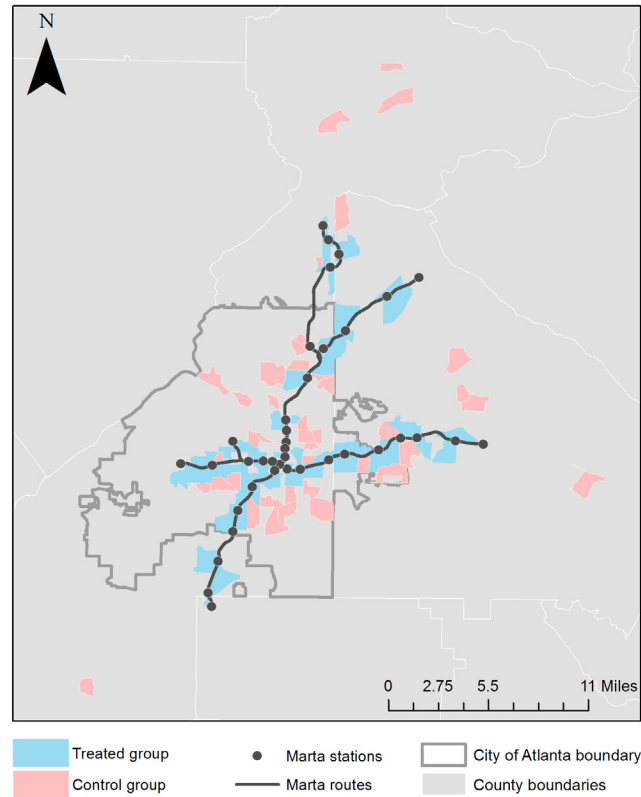 N
0 2.75 5.5 11 Miles
Treated group Marta stations City of Atlanta boundary
Control group Marta routes County boundaries